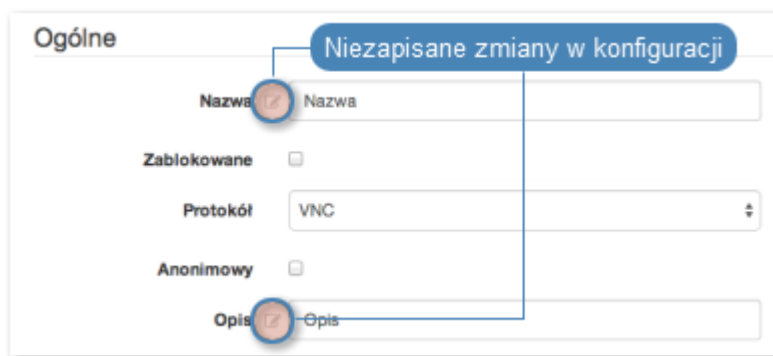 Ogólne
Niezapisane zmiany w konfiguracji
Nazwa Nazwa
Zablokowane
Protokół VNC
Anonimowy
Opis Opis